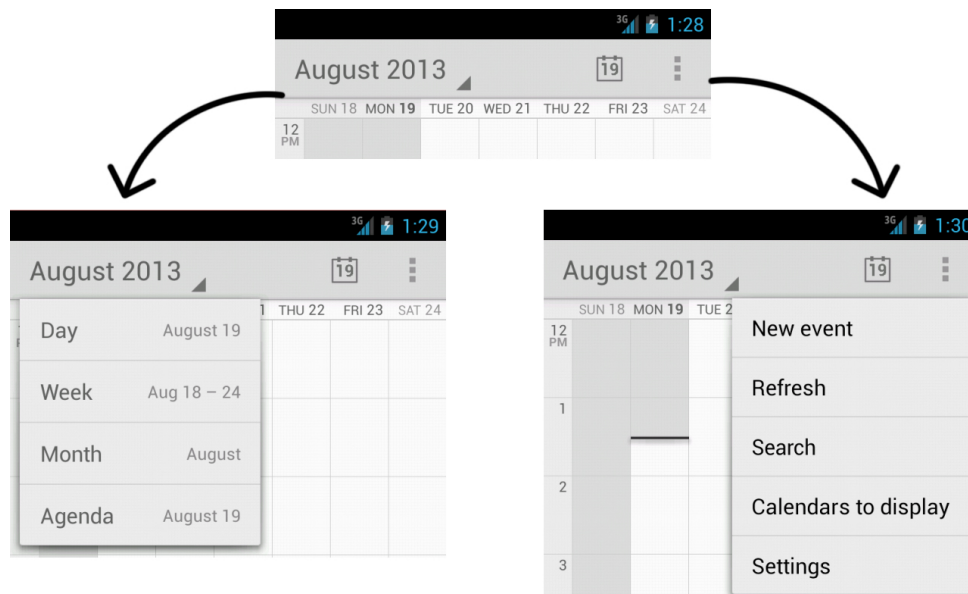 3G 1:28
August 2013 19
SUN 18 MON 19 TUE 20 WED 21 THU 22 FRI 23 SAT 24
12
PM
3G 1:29
August 2013 19
1 THU 22 FRI 23 SAT 24
Day August 19
Week Aug 18 – 24
Month August
Agenda August 19
3G 1:30
August 2013 19
SUN 18 MON 19 TUE 2
12
PM
1
2
3
New event
Refresh
Search
Calendars to display
Settings